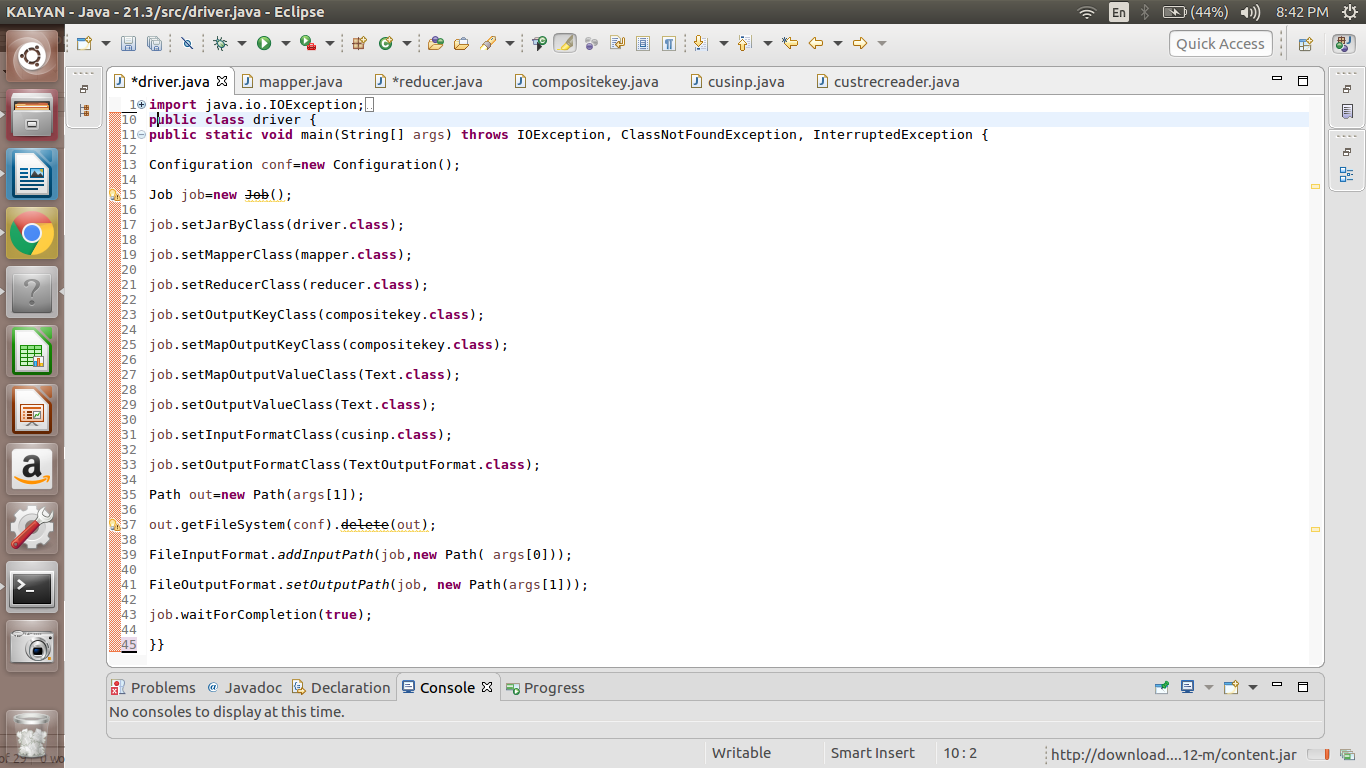 KALYAN - Java - 21.3/src/driver.java - Eclipse
En
(44%)
8:42 PM
Quick Access
*driver.java
mapper.java
*reducer.java
compositekey.java
cusinp.java
custrecreader.java
1 import java.io.IOException;
10 public class driver {
11 public static void main(String[] args) throws IOException, ClassNotFoundException, InterruptedException {
12
13 Configuration conf=new Configuration();
14
15 Job job=new Job();
16
17 job.setJarByClass(driver.class);
18
19 job.setMapperClass(mapper.class);
20
21 job.setReducerClass(reducer.class);
22
23 job.setOutputKeyClass(compositekey.class);
24
25 job.setMapOutputKeyClass(compositekey.class);
26
27 job.setMapOutputValueClass(Text.class);
28
29 job.setOutputValueClass(Text.class);
30
31 job.setInputFormatClass(cusinp.class);
32
33 job.setOutputFormatClass(TextOutputFormat.class);
34
35 Path out=new Path(args[1]);
36
37 out.getFileSystem(conf).delete(out);
38
39 FileInputFormat.addInputPath(job,new Path( args[0]));
40
41 FileOutputFormat.setOutputPath(job, new Path(args[1]));
42
43 job.waitForCompletion(true);
44
45 }}
Problems
@ Javadoc
Declaration
Console
Progress
No consoles to display at this time.
Writable
Smart Insert
10 : 2
http://download....12-m/content.jar